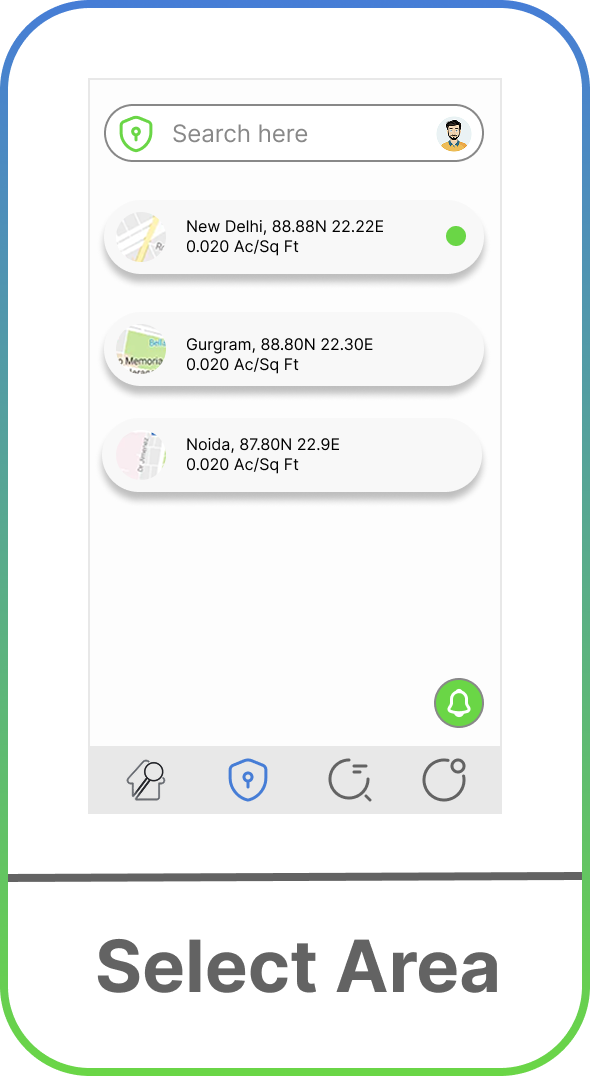 Search here
New Delhi, 88.88N 22.22E
0.020 Ac/Sq Ft
Gurgram, 88.80N 22.30E
0.020 Ac/Sq Ft
Noida, 87.80N 22.9E
0.020 Ac/Sq Ft
Select Area